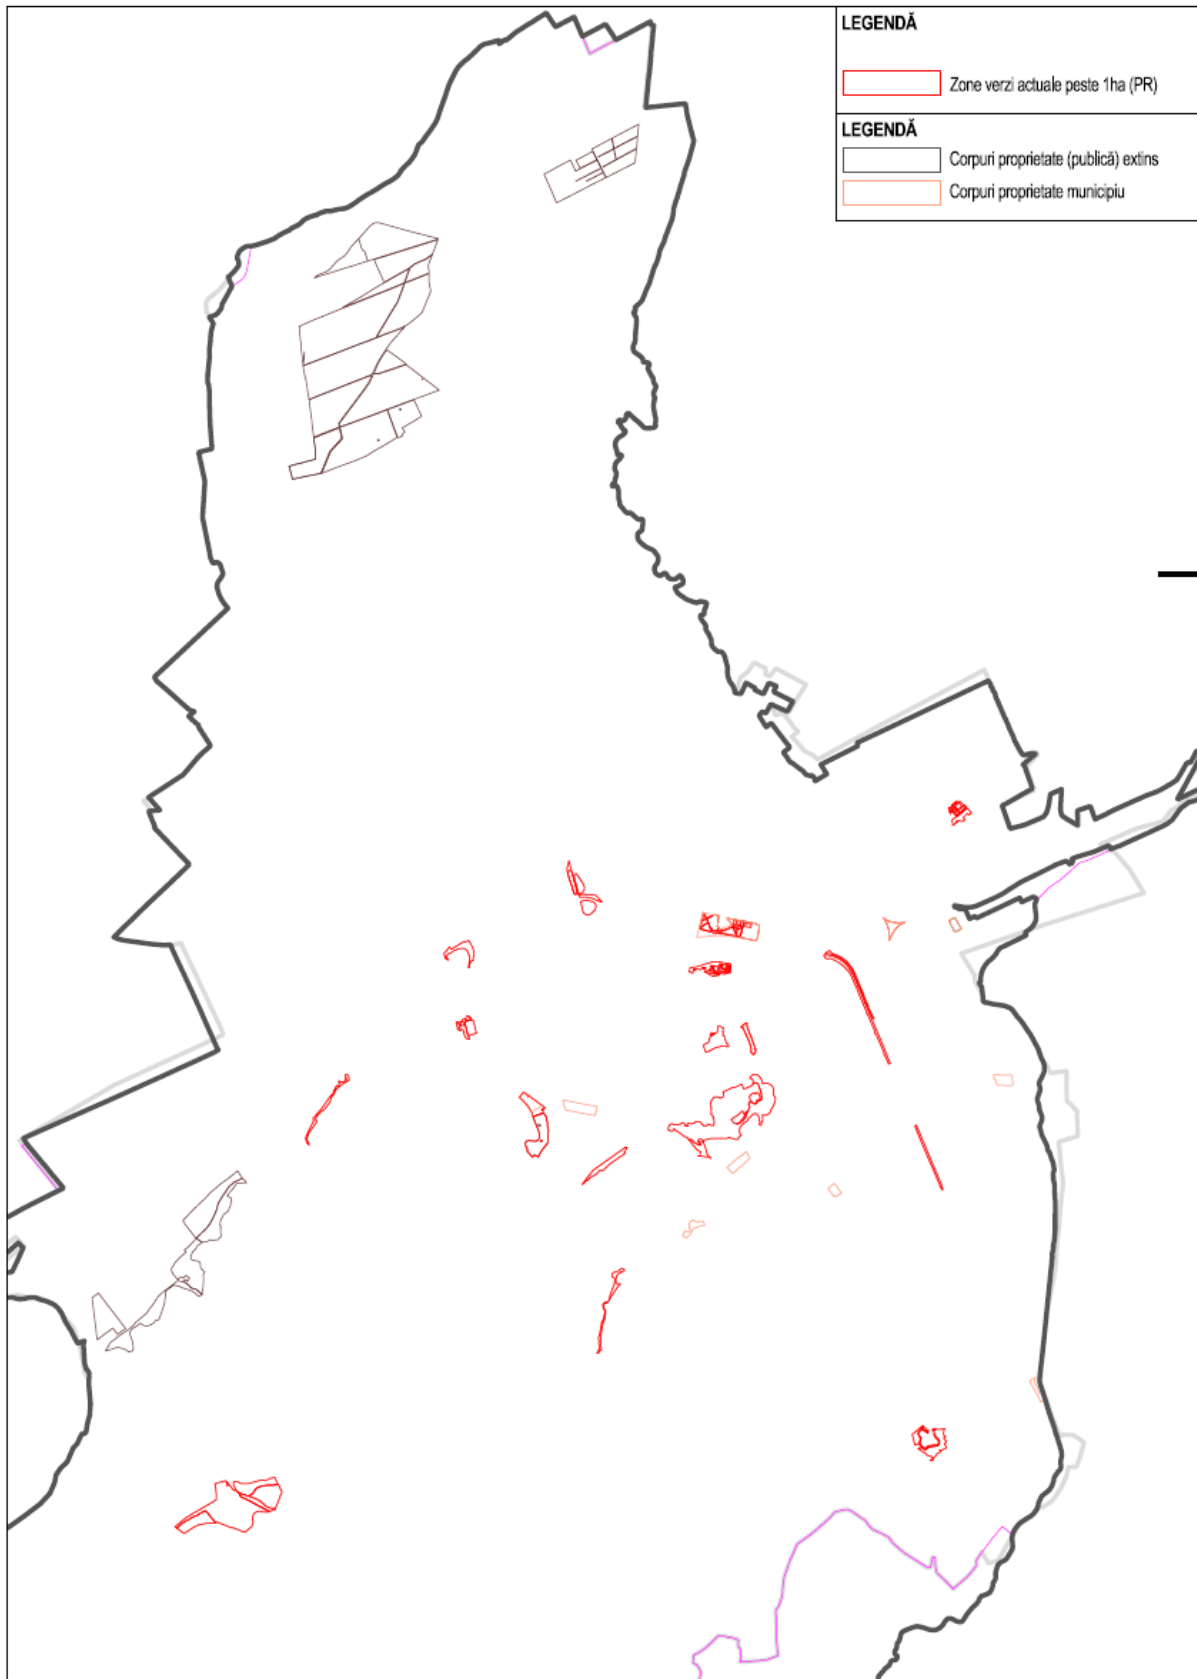 LEGENDĂ
Zone verzi actuale peste 1ha (PR)
LEGENDĂ
Corpuri proprietate (publică) extins
Corpuri proprietate municipiu